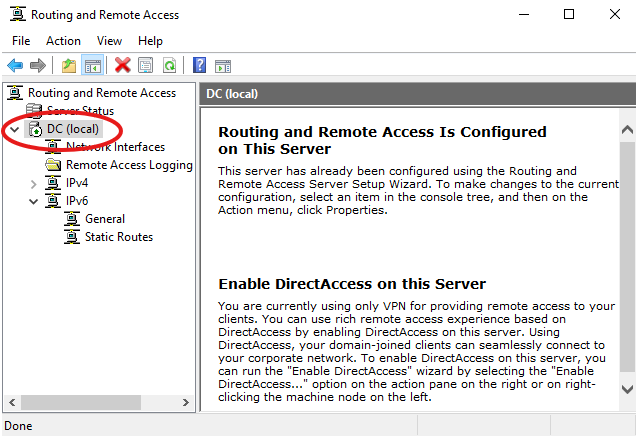 Routing and Remote Access
File Action View Help
Routing and Remote Access
Server Status
DC (local)
Network Interfaces
Remote Access Logging
IPv4
IPv6
General
Static Routes
DC (local)
Routing and Remote Access Is Configured
on This Server
This server has already been configured using the Routing and
Remote Access Server Setup Wizard. To make changes to the current
configuration, select an item in the console tree, and then on the
Action menu, click Properties.
Enable DirectAccess on this Server
You are currently using only VPN for providing remote access to your
clients. You can use rich remote access experience based on
DirectAccess by enabling DirectAccess on this server. Using
DirectAccess, your domain-joined clients can seamlessly connect to
your corporate network. To enable DirectAccess on this server, you
can run the "Enable DirectAccess" wizard by selecting the "Enable
DirectAccess..." option on the action pane on the right or on right-
clicking the machine node on the left.
Done